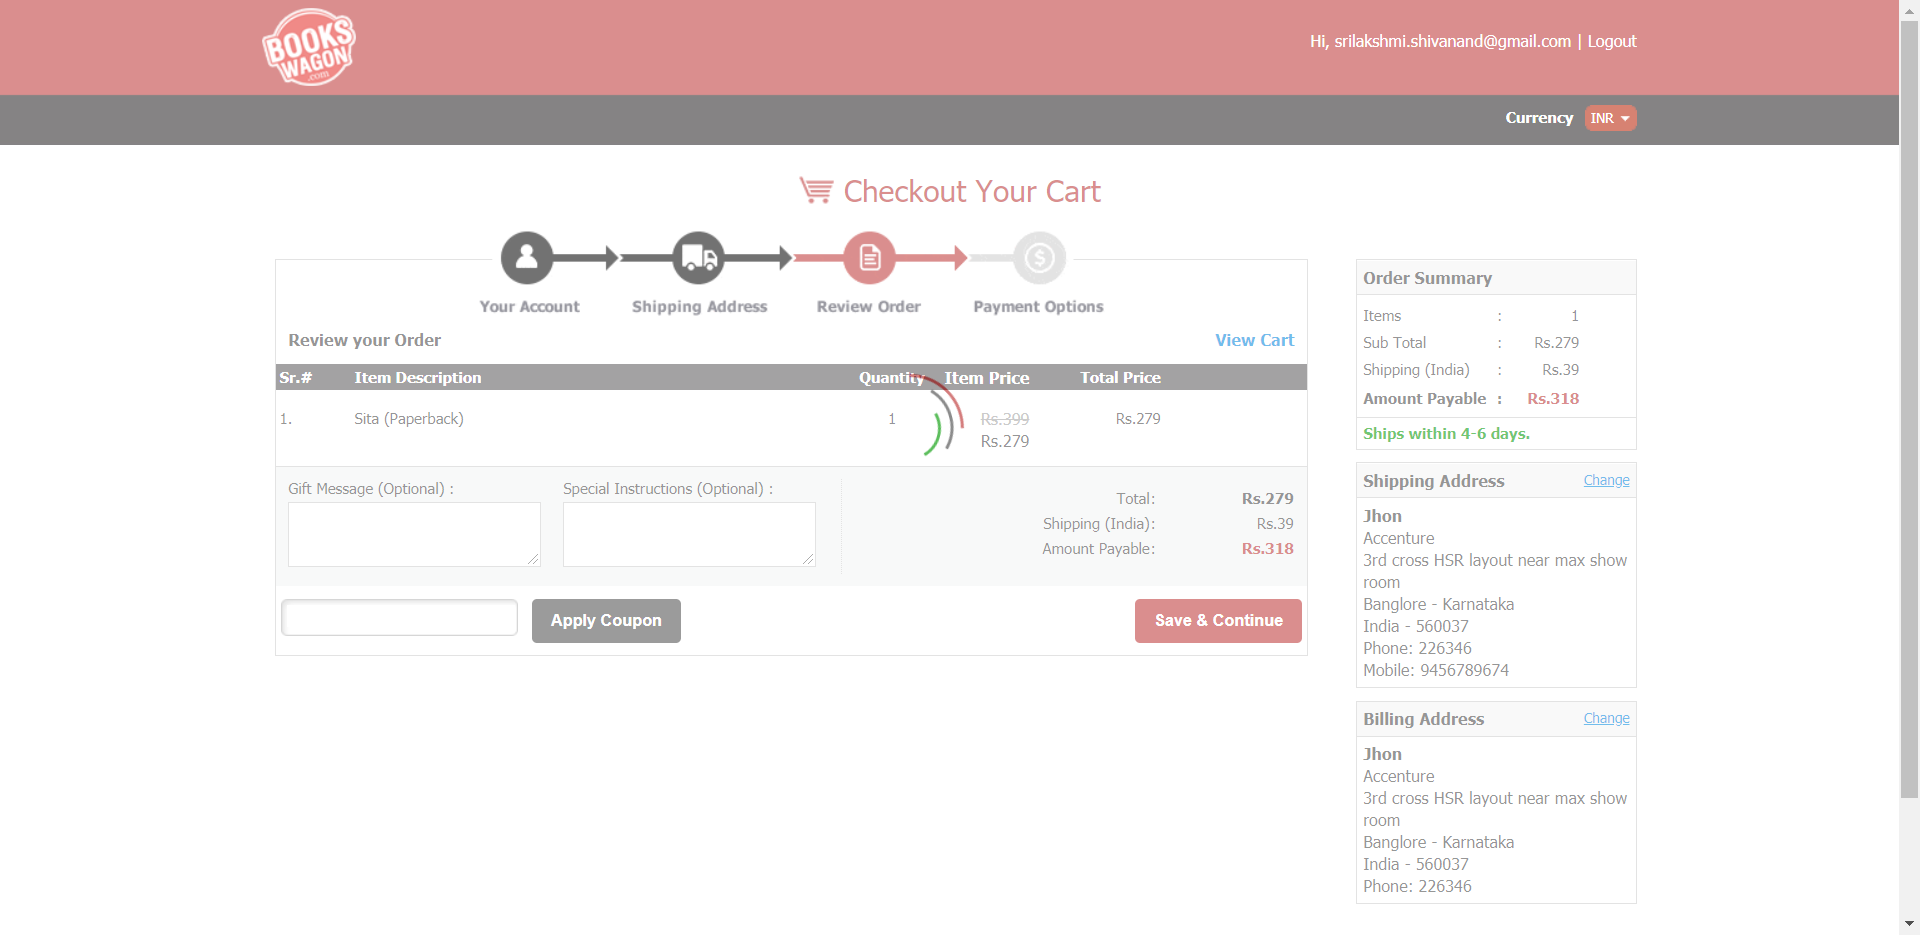 BOOKS
WAGON
.com
Hi, srilakshmi.shivanand@gmail.com | Logout
Currency INR
Checkout Your Cart
Your Account Shipping Address Review Order Payment Options
Review your Order View Cart
Sr.# Item Description Quantity Item Price Total Price
1. Sita (Paperback) 1 Rs.399 Rs.279
Rs.279
Gift Message (Optional) : Special Instructions (Optional) :
Total: Rs.279
Shipping (India): Rs.39
Amount Payable: Rs.318
Apply Coupon Save & Continue
Order Summary
Items : 1
Sub Total : Rs.279
Shipping (India) : Rs.39
Amount Payable : Rs.318
Ships within 4-6 days.
Shipping Address Change
Jhon
Accenture
3rd cross HSR layout near max show
room
Banglore - Karnataka
India - 560037
Phone: 226346
Mobile: 9456789674
Billing Address Change
Jhon
Accenture
3rd cross HSR layout near max show
room
Banglore - Karnataka
India - 560037
Phone: 226346